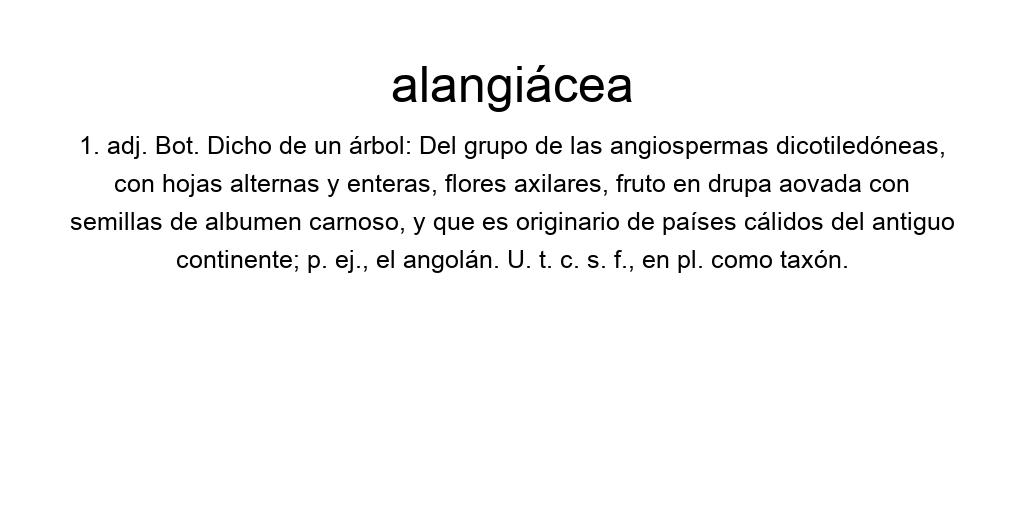 alangiácea
1. adj. Bot. Dicho de un árbol: Del grupo de las angiospermas dicotiledóneas,
con hojas alternas y enteras, flores axilares, fruto en drupa aovada con
semillas de albumen carnoso, y que es originario de países cálidos del antiguo
continente; p. ej., el angolán. U. t. c. s. f., en pl. como taxón.